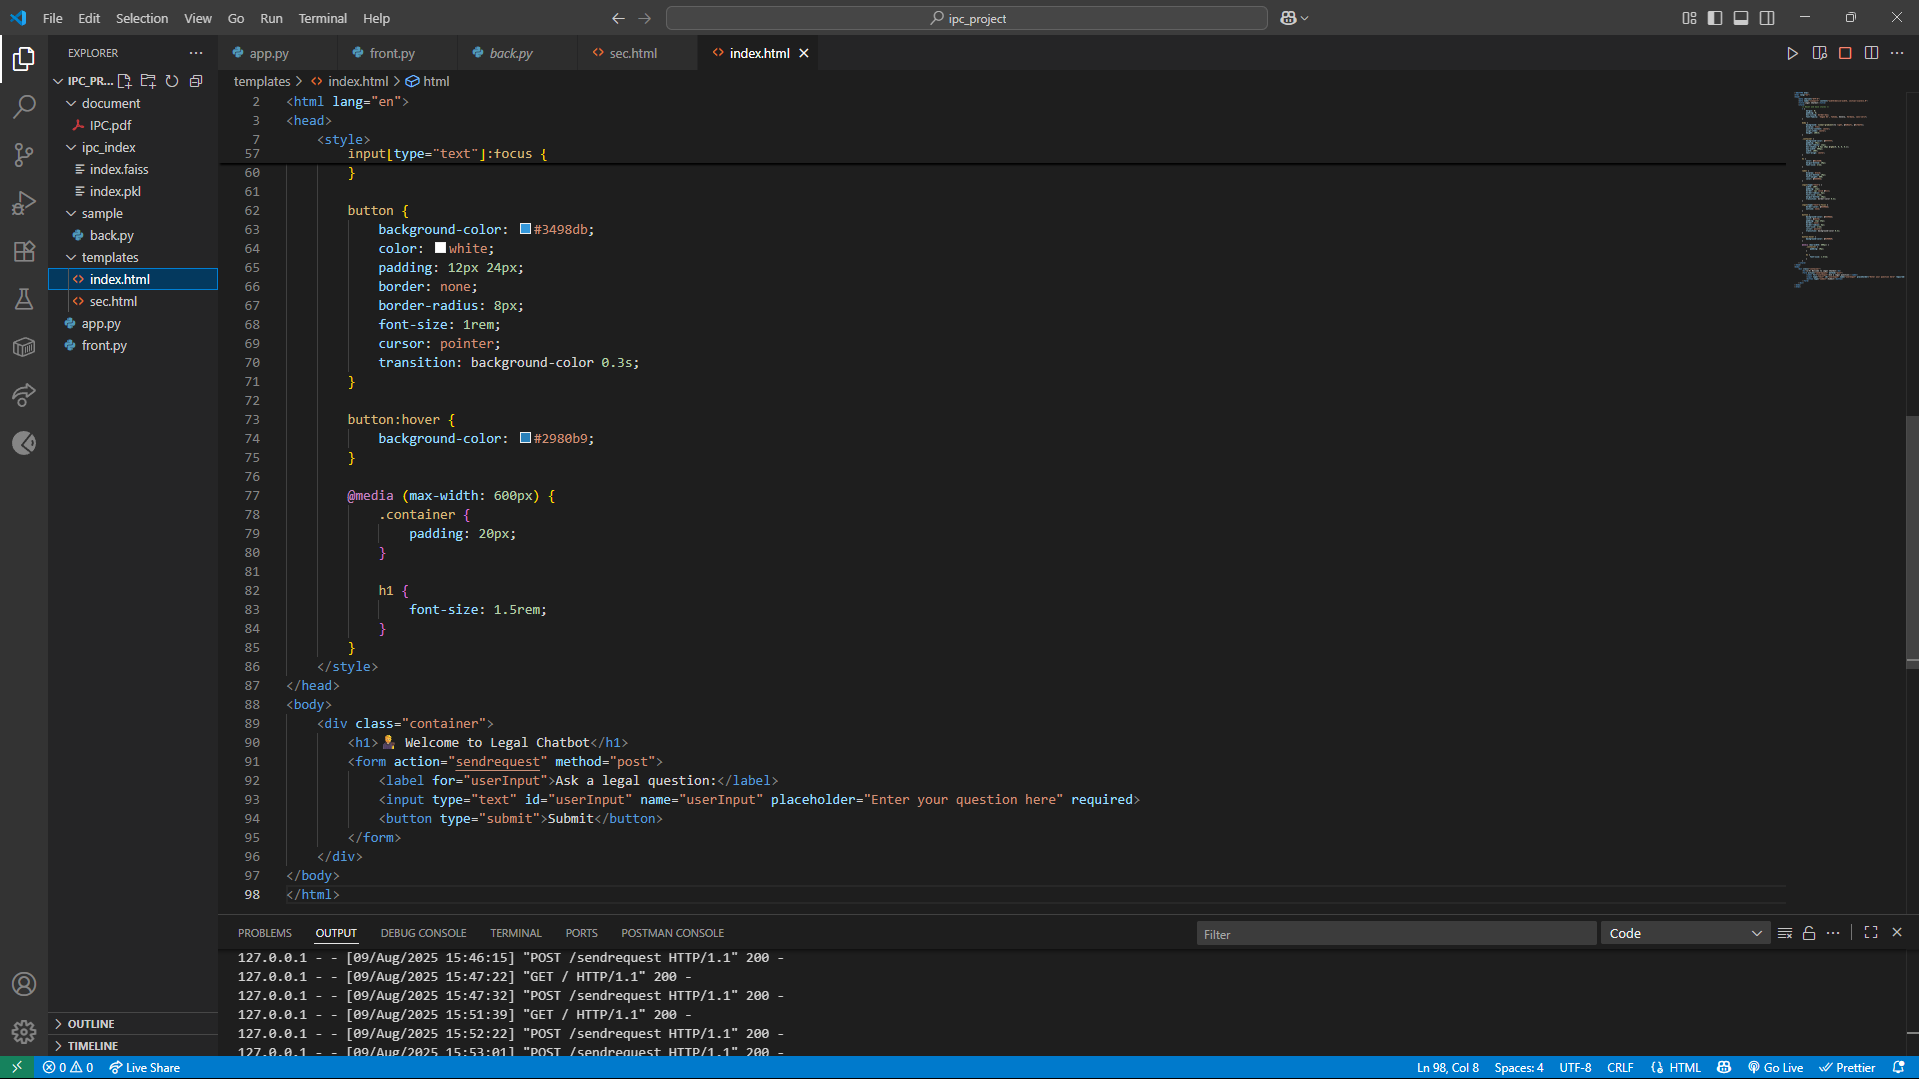 File Edit Selection View Go Run Terminal Help
ipc_project
EXPLORER
IPC_PR...
document
IPC.pdf
ipc_index
index.faiss
index.pkl
sample
back.py
templates
index.html
sec.html
app.py
front.py
OUTLINE
TIMELINE
app.py front.py back.py sec.html index.html
templates > index.html > html
2 <html lang="en">
3 <head>
7 <style>
57 input[type="text"]:focus {
60 }
61
62 button {
63 background-color: #3498db;
64 color: white;
65 padding: 12px 24px;
66 border: none;
67 border-radius: 8px;
68 font-size: 1rem;
69 cursor: pointer;
70 transition: background-color 0.3s;
71 }
72
73 button:hover {
74 background-color: #2980b9;
75 }
76
77 @media (max-width: 600px) {
78 .container {
79 padding: 20px;
80 }
81
82 h1 {
83 font-size: 1.5rem;
84 }
85 }
86 </style>
87 </head>
88 <body>
89 <div class="container">
90 <h1> Welcome to Legal Chatbot</h1>
91 <form action="sendrequest" method="post">
92 <label for="userInput">Ask a legal question:</label>
93 <input type="text" id="userInput" name="userInput" placeholder="Enter your question here" required>
94 <button type="submit">Submit</button>
95 </form>
96 </div>
97 </body>
98 </html>
PROBLEMS OUTPUT DEBUG CONSOLE TERMINAL PORTS POSTMAN CONSOLE Filter Code
127.0.0.1 - - [09/Aug/2025 15:46:15] "POST /sendrequest HTTP/1.1" 200 -
127.0.0.1 - - [09/Aug/2025 15:47:22] "GET / HTTP/1.1" 200 -
127.0.0.1 - - [09/Aug/2025 15:47:32] "POST /sendrequest HTTP/1.1" 200 -
127.0.0.1 - - [09/Aug/2025 15:51:39] "GET / HTTP/1.1" 200 -
127.0.0.1 - - [09/Aug/2025 15:52:22] "POST /sendrequest HTTP/1.1" 200 -
127.0.0.1 - - [09/Aug/2025 15:53:01] "POST /sendrequest HTTP/1.1" 200 -
0 0 Live Share Ln 98, Col 8 Spaces: 4 UTF-8 CRLF {} HTML Go Live Prettier